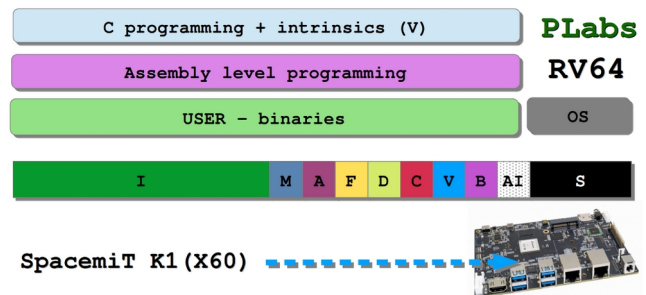 C programming + intrinsics (V)
PLabs
Assembly level programming
RV64
USER – binaries
OS
I M A F D C V B AI S
SpacemiT K1(X60)